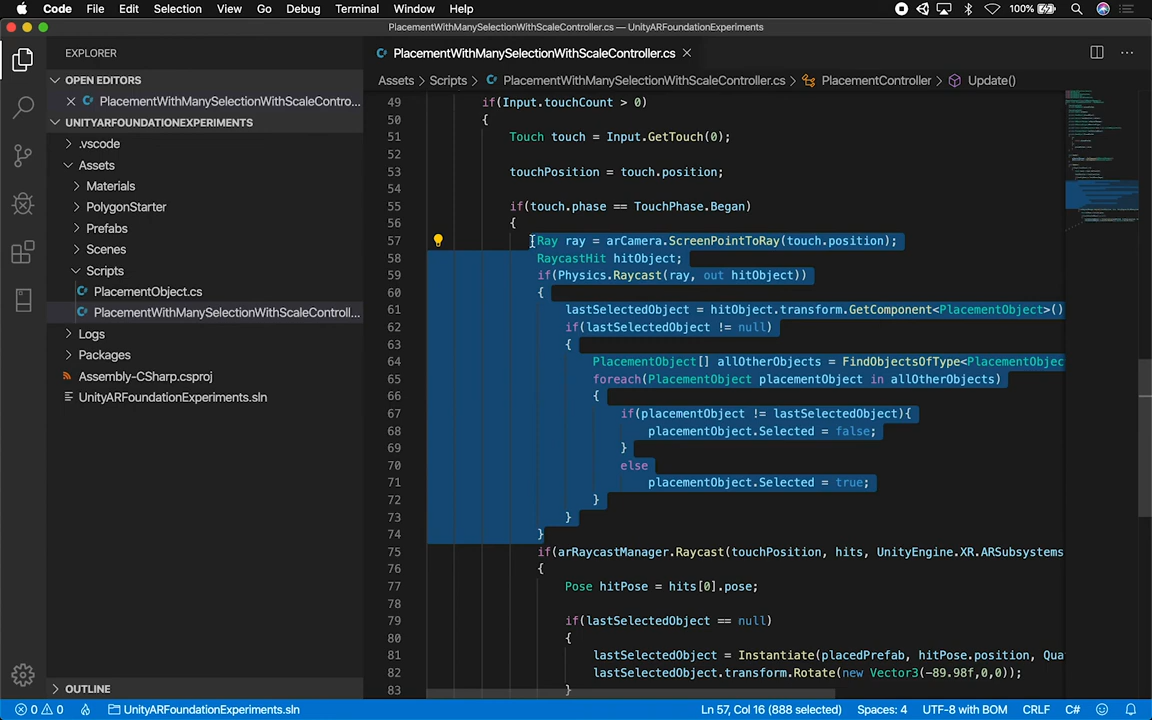 Code File Edit Selection View Go Debug Terminal Window Help 100%
PlacementWithManySelectionWithScaleController.cs — UnityARFoundationExperiments
EXPLORER
OPEN EDITORS
PlacementWithManySelectionWithScaleContro...
UNITYARFOUNDATIONEXPERIMENTS
.vscode
Assets
Materials
PolygonStarter
Prefabs
Scenes
Scripts
PlacementObject.cs
PlacementWithManySelectionWithScaleControll...
Logs
Packages
Assembly-CSharp.csproj
UnityARFoundationExperiments.sln
OUTLINE
PlacementWithManySelectionWithScaleController.cs
Assets > Scripts > PlacementWithManySelectionWithScaleController.cs > PlacementController > Update()
49 if(Input.touchCount > 0)
50 {
51 Touch touch = Input.GetTouch(0);
52
53 touchPosition = touch.position;
54
55 if(touch.phase == TouchPhase.Began)
56 {
57 Ray ray = arCamera.ScreenPointToRay(touch.position);
58 RaycastHit hitObject;
59 if(Physics.Raycast(ray, out hitObject))
60 {
61 lastSelectedObject = hitObject.transform.GetComponent<PlacementObject>()
62 if(lastSelectedObject != null)
63 {
64 PlacementObject[] allOtherObjects = FindObjectsOfType<PlacementObjec
65 foreach(PlacementObject placementObject in allOtherObjects)
66 {
67 if(placementObject != lastSelectedObject){
68 placementObject.Selected = false;
69 }
70 else
71 placementObject.Selected = true;
72 }
73 }
74 }
75 if(arRaycastManager.Raycast(touchPosition, hits, UnityEngine.XR.ARSubsystems
76 {
77 Pose hitPose = hits[0].pose;
78
79 if(lastSelectedObject == null)
80 {
81 lastSelectedObject = Instantiate(placedPrefab, hitPose.position, Qua
82 lastSelectedObject.transform.Rotate(new Vector3(-89.98f,0,0));
83 }
0 0 UnityARFoundationExperiments.sln Ln 57, Col 16 (888 selected) Spaces: 4 UTF-8 with BOM CRLF C#